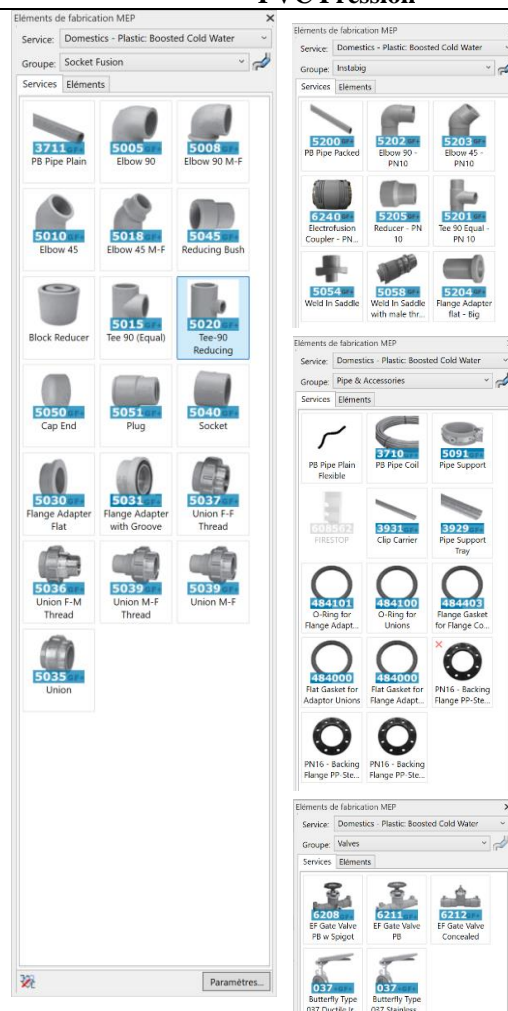 PVC Pression
Eléments de fabrication MEP
Service: Domestics - Plastic: Boosted Cold Water
Groupe: Socket Fusion
Services Eléments
3711
PB Pipe Plain
5005
Elbow 90
5008
Elbow 90 M-F
5010
Elbow 45
5018
Elbow 45 M-F
5045
Reducing Bush
Block Reducer
5015
Tee 90 (Equal)
5020
Tee-90
Reducing
5050
Cap End
5051
Plug
5040
Socket
5030
Flange Adapter
Flat
5031
Flange Adapter
with Groove
5037
Union F-F
Thread
5036
Union F-M
Thread
5039
Union M-F
Thread
5039
Union M-F
5035
Union
Paramètres...
Eléments de fabrication MEP
Service: Domestics - Plastic: Boosted Cold Water
Groupe: Instabig
Services Eléments
5200
PB Pipe Packed
5202
Elbow 90 -
PN10
5203
Elbow 45 -
PN10
6240
Electrofusion
Coupler - PN...
5205
Reducer - PN
10
5201
Tee 90 Equal -
PN 10
5054
Weld In Saddle
5058
Weld In Saddle
with male thr...
5204
Flange Adapter
flat - Big
Eléments de fabrication MEP
Service: Domestics - Plastic: Boosted Cold Water
Groupe: Pipe & Accessories
Services Eléments
PB Pipe Plain
Flexible
3710
PB Pipe Coil
5091
Pipe Support
608562
FIRESTOP
3931
Clip Carrier
3929
Pipe Support
Tray
484101
O-Ring for
Flange Adapt...
484100
O-Ring for
Unions
484403
Flange Gasket
for Flange Co...
484000
Flat Gasket for
Adaptor Unions
484000
Flat Gasket for
Flange Adapt...
PN16 - Backing
Flange PP-Ste...
PN16 - Backing
Flange PP-Ste...
PN16 - Backing
Flange PP-Ste...
Eléments de fabrication MEP
Service: Domestics - Plastic: Boosted Cold Water
Groupe: Valves
Services Eléments
6208
EF Gate Valve
PB w Spigot
6211
EF Gate Valve
PB
6212
EF Gate Valve
Concealed
037
Butterfly Type
037 Ductile Ir...
037
Butterfly Type
037 Stainless...